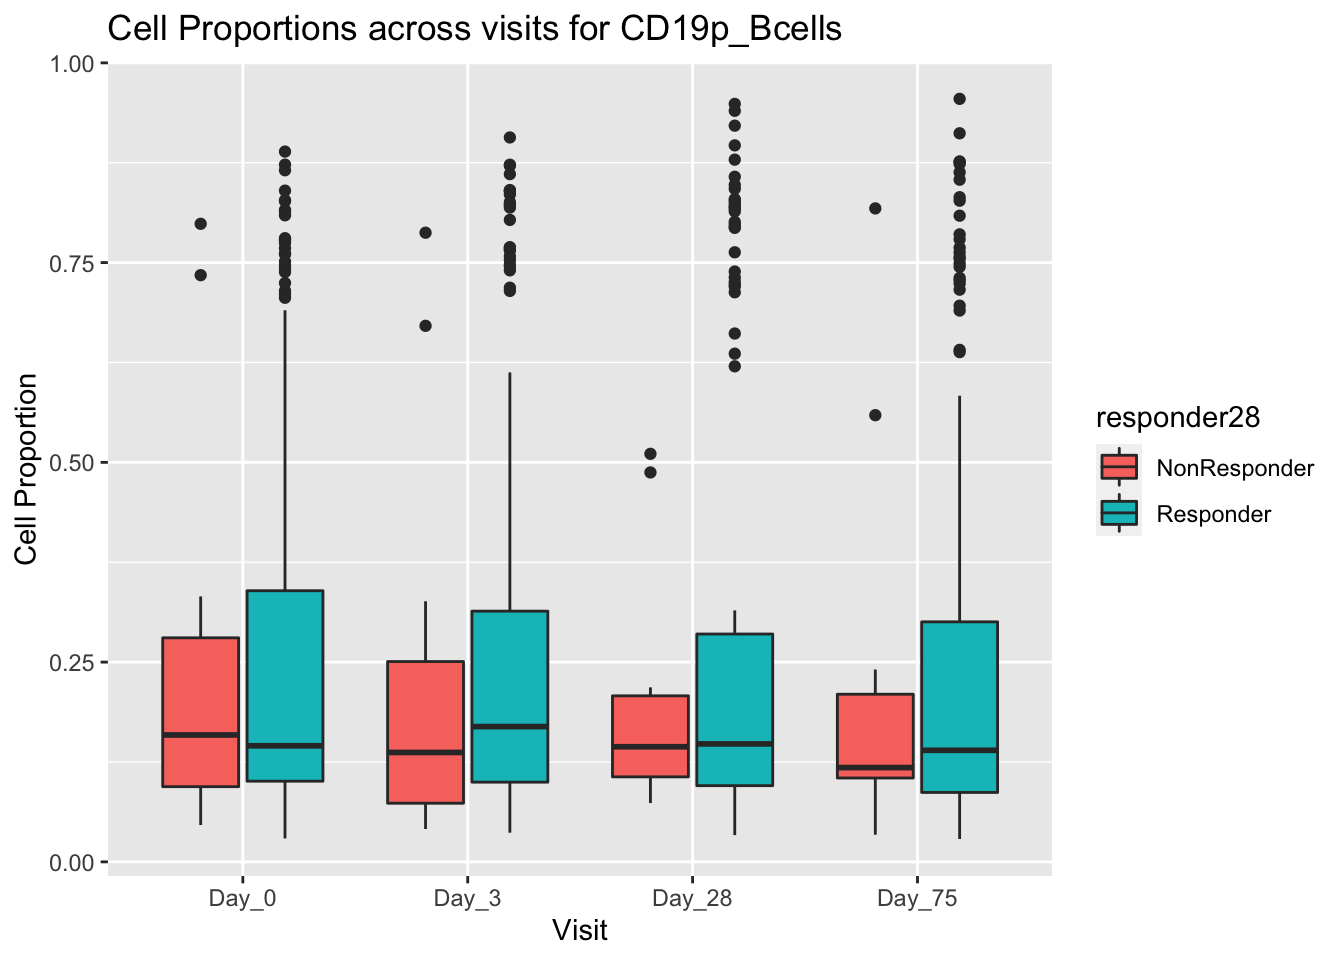 Cell Proportions across visits for CD19p_Bcells
1.00
0.75
0.50
0.25
0.00
Cell Proportion
Day_0
Day_3
Day_28
Day_75
Visit
responder28
NonResponder
Responder